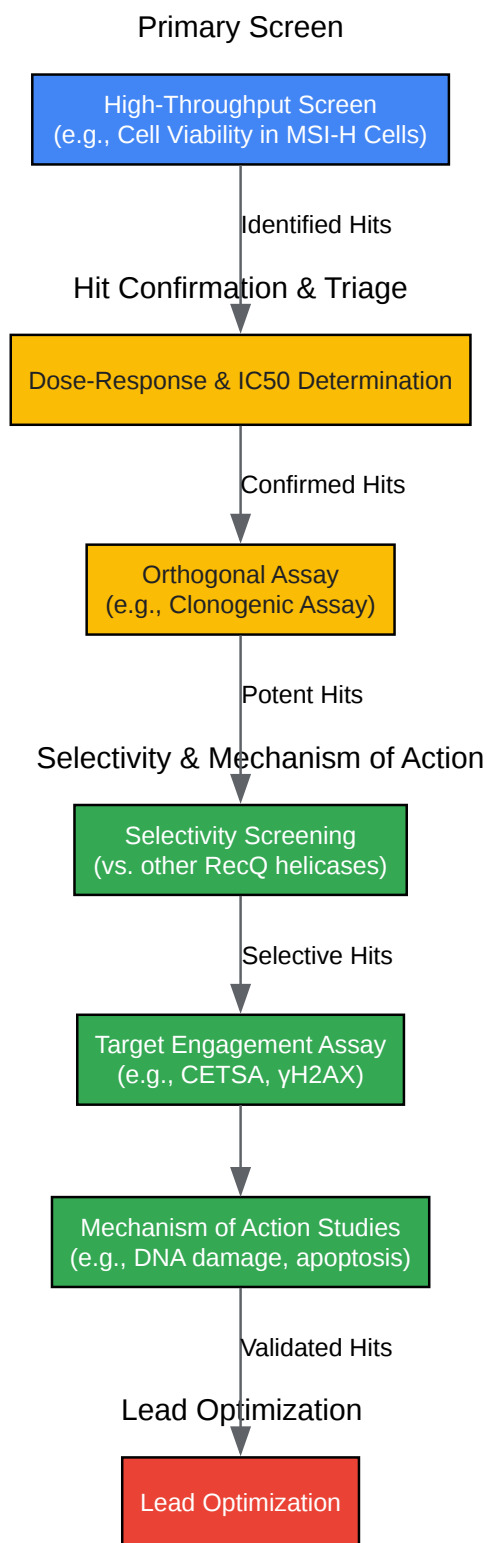 Primary Screen
High-Throughput Screen
(e.g., Cell Viability in MSI-H Cells)
Identified Hits
Hit Confirmation & Triage
Dose-Response & IC50 Determination
Confirmed Hits
Orthogonal Assay
(e.g., Clonogenic Assay)
Potent Hits
Selectivity & Mechanism of Action
Selectivity Screening
(vs. other RecQ helicases)
Selective Hits
Target Engagement Assay
(e.g., CETSA, γH2AX)
Mechanism of Action Studies
(e.g., DNA damage, apoptosis)
Validated Hits
Lead Optimization
Lead Optimization